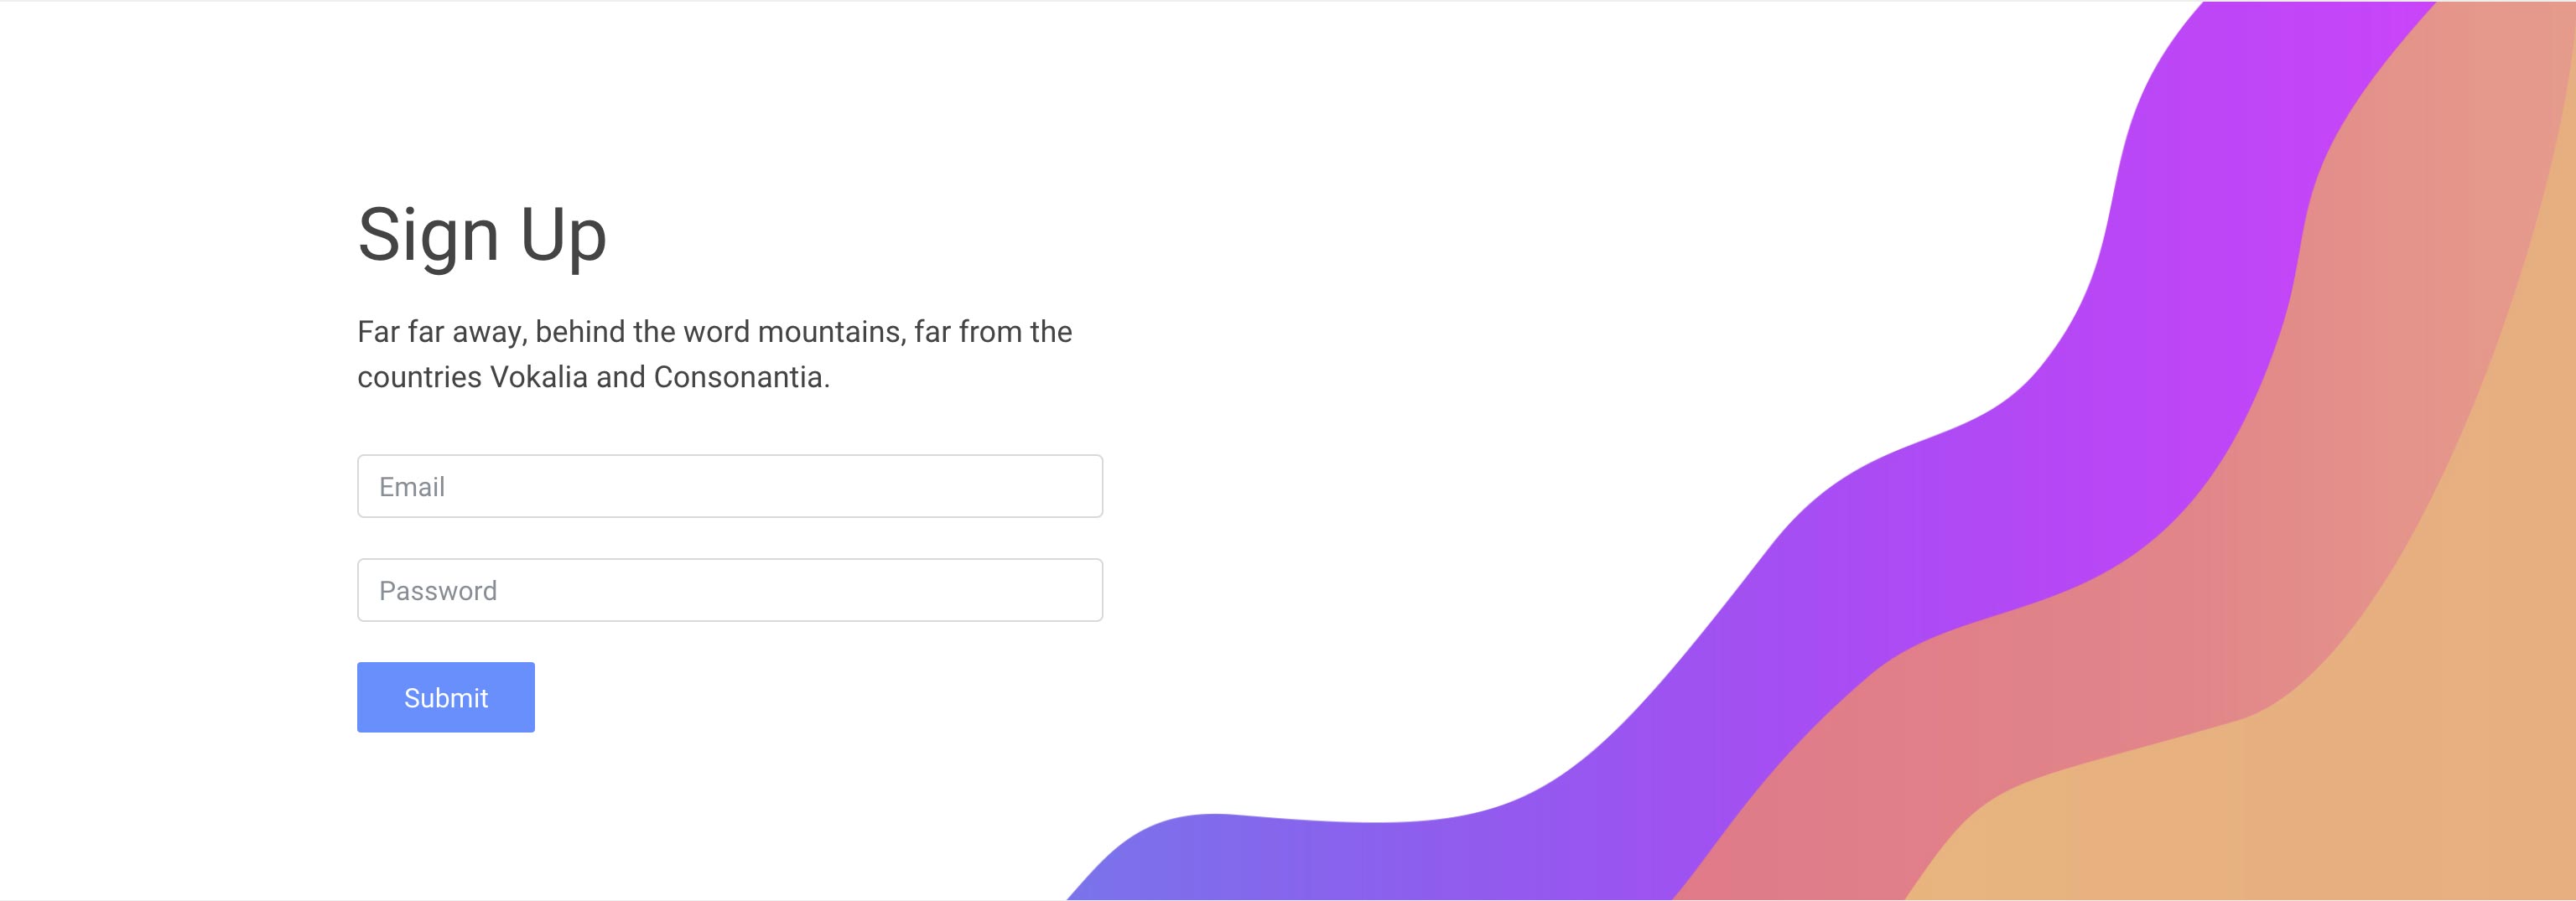 Sign Up
Far far away, behind the word mountains, far from the
countries Vokalia and Consonantia.
Email
Password
Submit